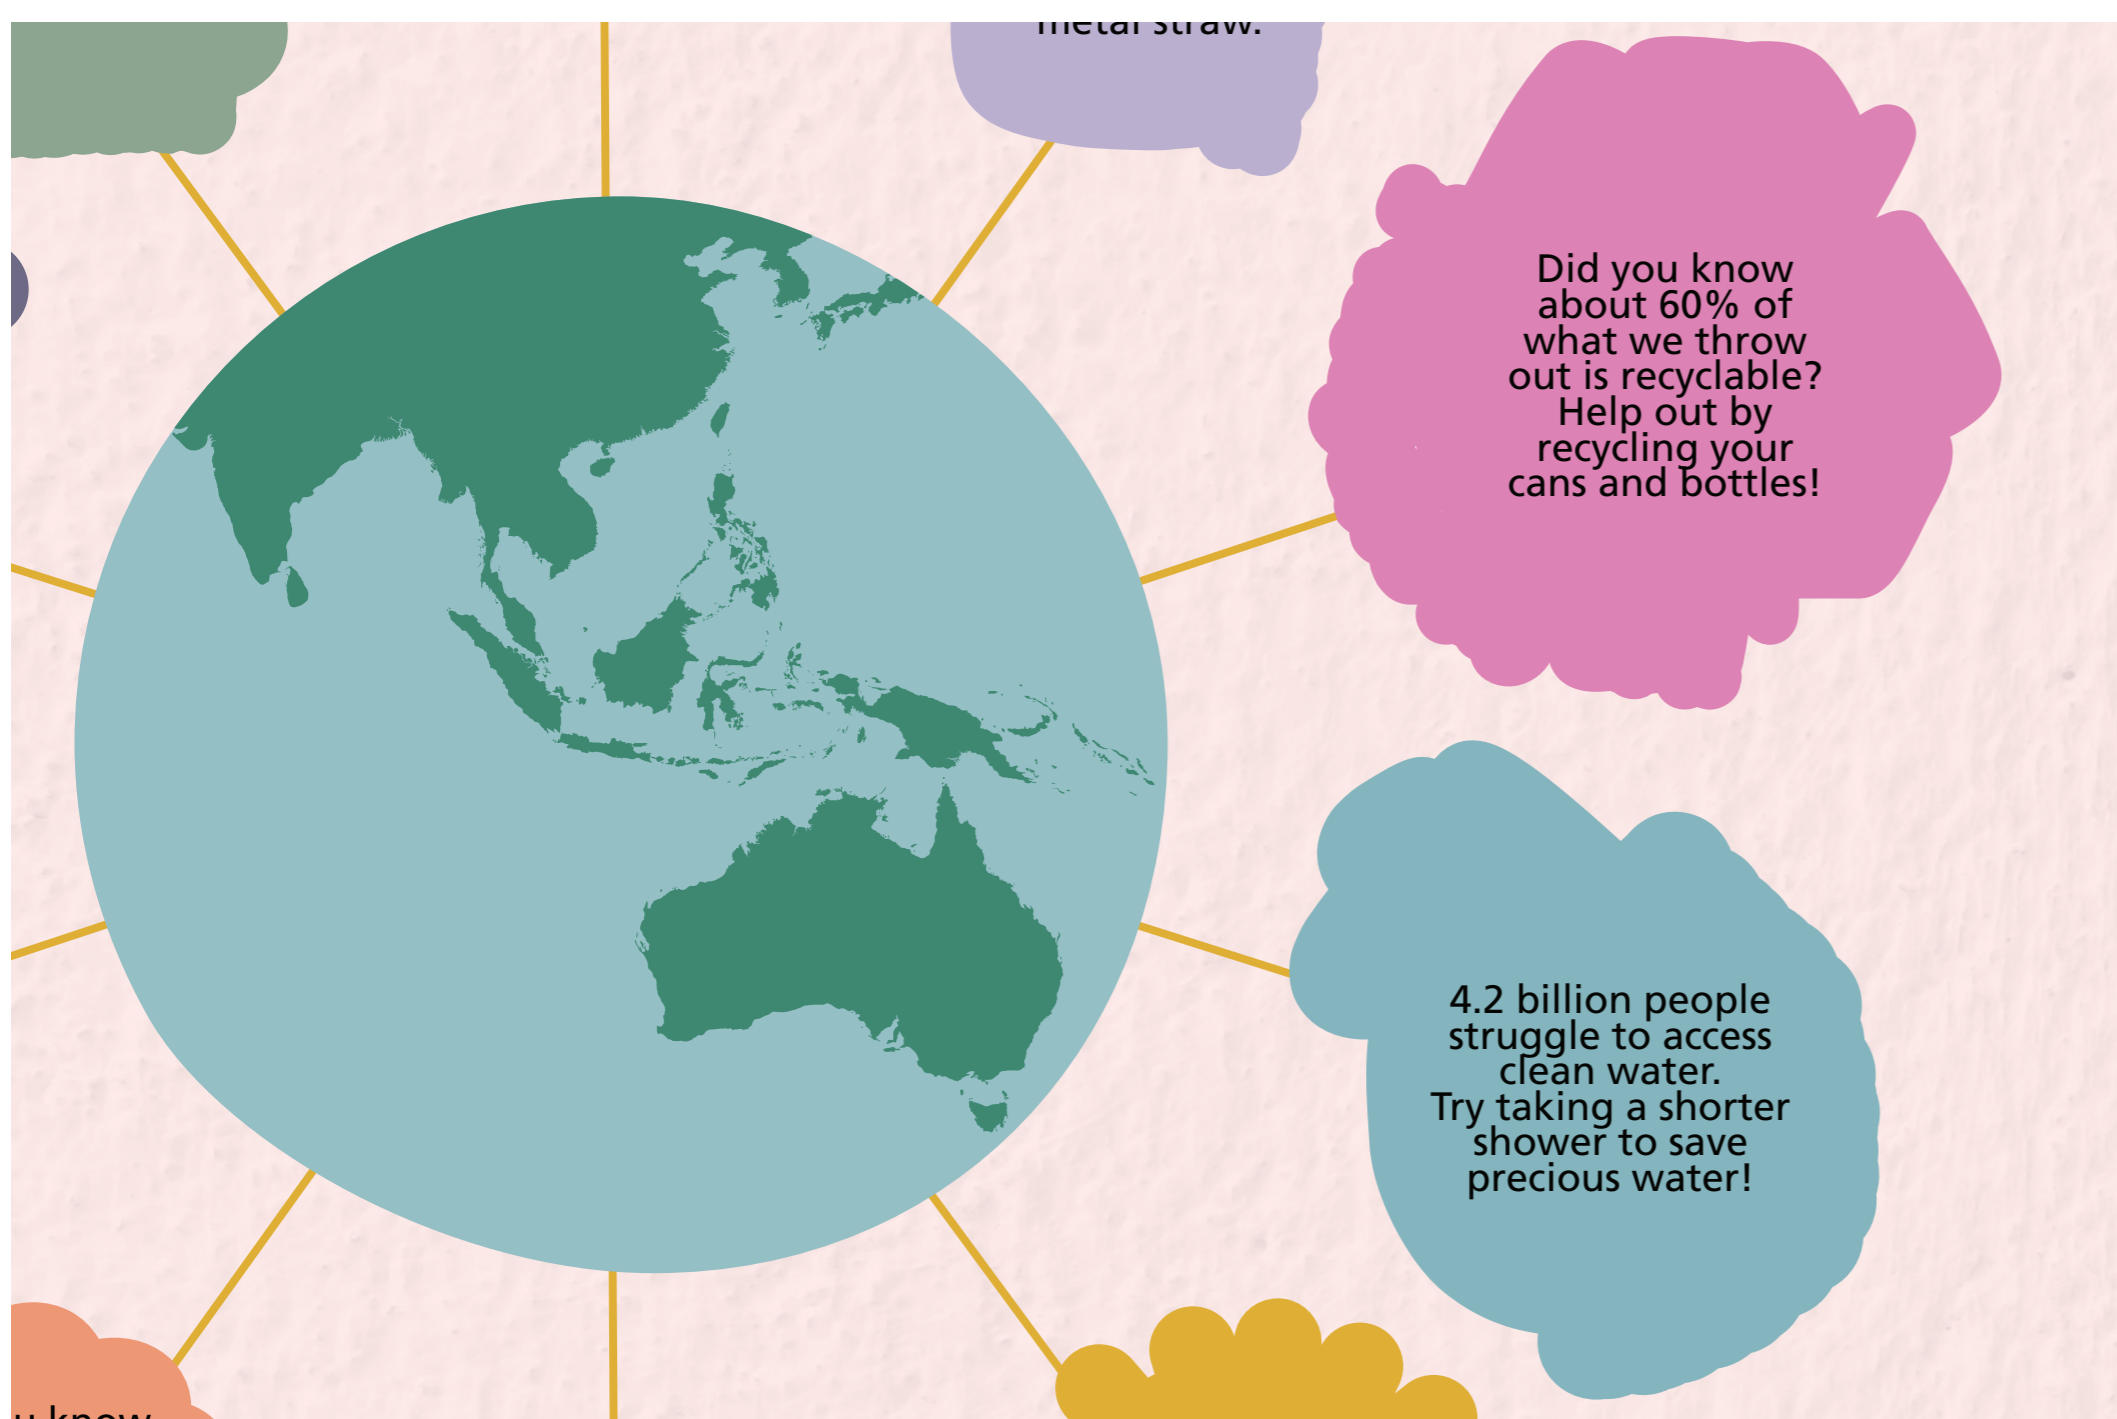 metal straw.
Did you know
about 60% of
what we throw
out is recyclable?
Help out by
recycling your
cans and bottles!
4.2 billion people
struggle to access
clean water.
Try taking a shorter
shower to save
precious water!
know